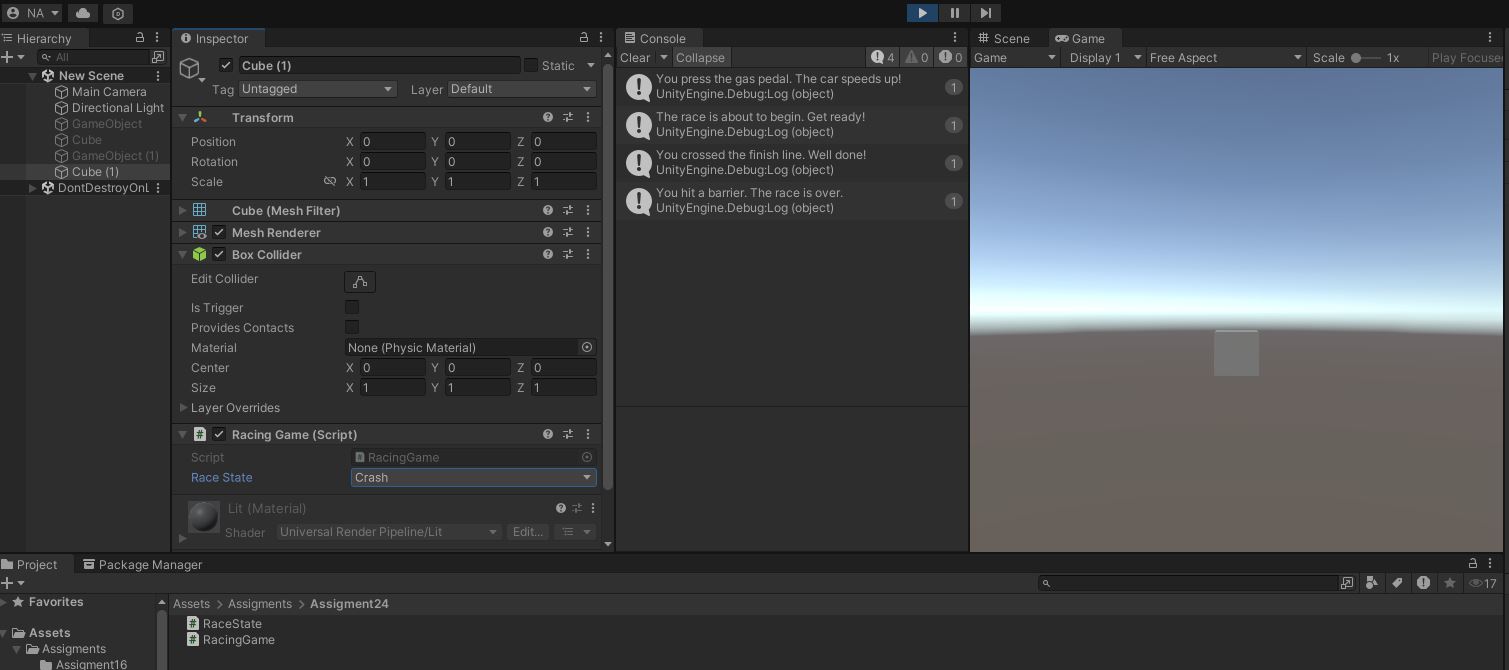 NA
Hierarchy
All
New Scene
Main Camera
Directional Light
GameObject
Cube
GameObject (1)
Cube (1)
DontDestroyOnL
Inspector
Cube (1)
Static
Tag Untagged Layer Default
Transform
Position X 0 Y 0 Z 0
Rotation X 0 Y 0 Z 0
Scale X 1 Y 1 Z 1
Cube (Mesh Filter)
Mesh Renderer
Box Collider
Edit Collider
Is Trigger
Provides Contacts
Material None (Physic Material)
Center X 0 Y 0 Z 0
Size X 1 Y 1 Z 1
Layer Overrides
Racing Game (Script)
Script # RacingGame
Race State Crash
Lit (Material)
Shader Universal Render Pipeline/Lit Edit...
Console
Clear Collapse 4 0 0
You press the gas pedal. The car speeds up!
UnityEngine.Debug:Log (object) 1
The race is about to begin. Get ready!
UnityEngine.Debug:Log (object) 1
You crossed the finish line. Well done!
UnityEngine.Debug:Log (object) 1
You hit a barrier. The race is over.
UnityEngine.Debug:Log (object) 1
Scene Game
Game Display 1 Free Aspect Scale 1x Play Focuse
Project Package Manager
17
Favorites
Assets
Assigments
Assigment16
Assets > Assigments > Assigment24
# RaceState
# RacingGame